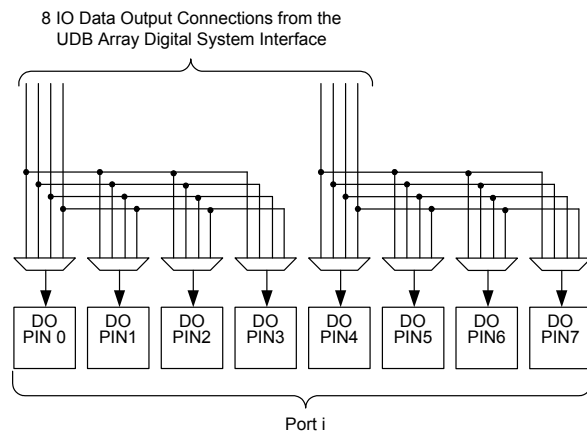 8 IO Data Output Connections from the
UDB Array Digital System Interface
DO
PIN 0
DO
PIN1
DO
PIN2
DO
PIN3
DO
PIN4
DO
PIN5
DO
PIN6
DO
PIN7
Port i